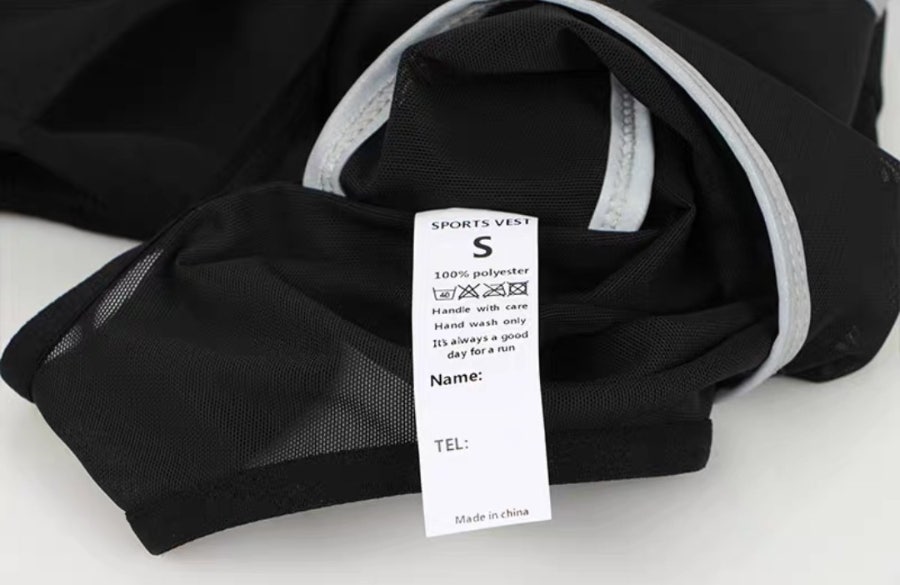 SPORTS VEST
S
100% polyester
40
Handle with care
Hand wash only
It's always a good
day for a run
Name:
TEL:
Made in china